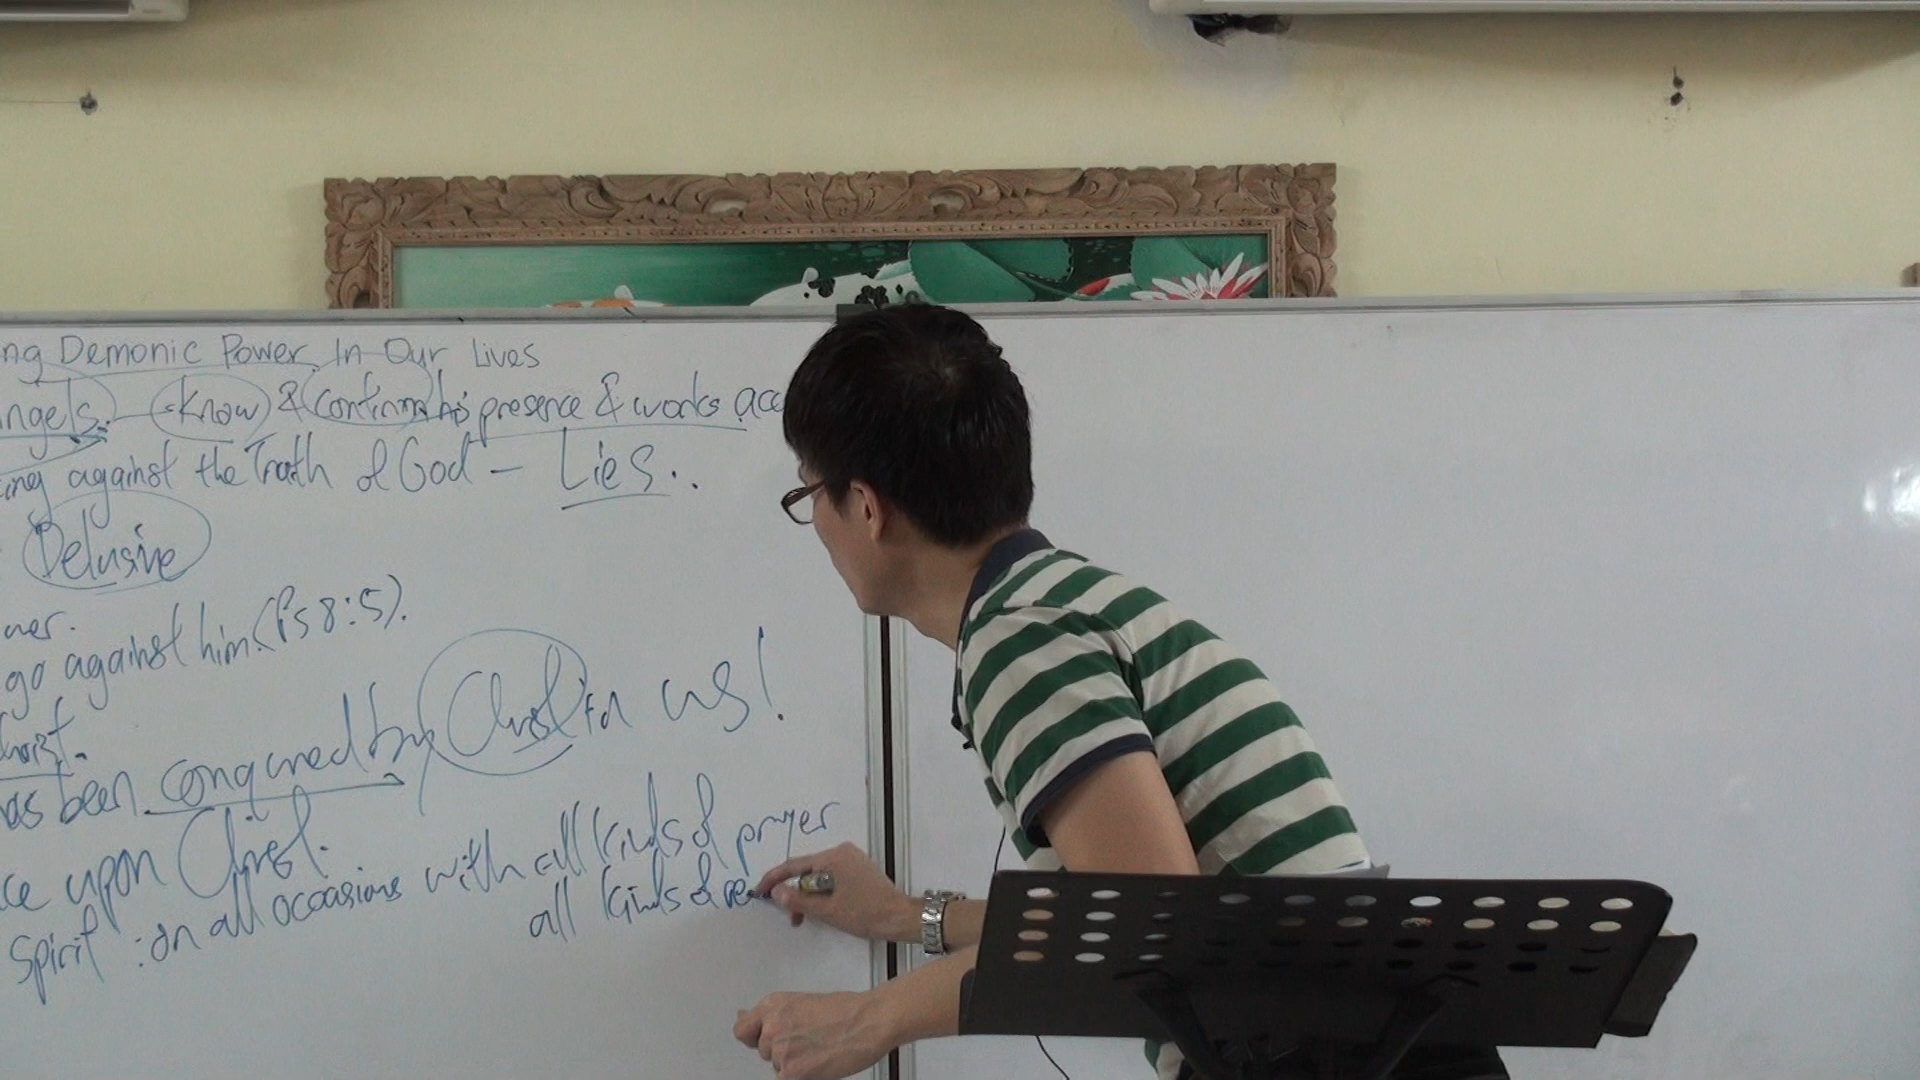 ng Demonic Power In Our Lives
ngels. Know & confirm his presence & works acc
ing against the Truth of God - Lies.
Delusive
ner.
go against him. (Ps 8:5).
hrist.
as been conquered by Christ for us!
ce upon Christ.
Spirit : on all occasions with all kinds of prayer
all kinds of re